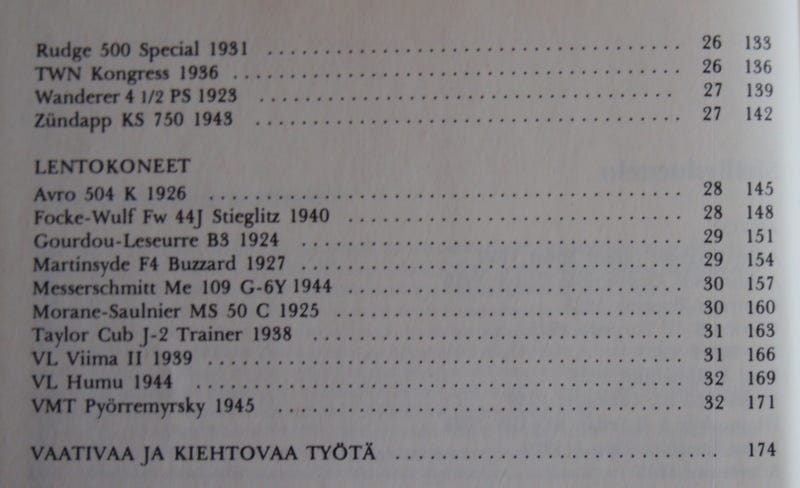 Rudge 500 Special 1931 .................................... 26 133
TWN Kongress 1936 ....................................... 26 136
Wanderer 4 1/2 PS 1923 .................................... 27 139
Zündapp KS 750 1943 ..................................... 27 142
LENTOKONEET
Avro 504 K 1926 ......................................... 28 145
Focke-Wulf Fw 44J Stieglitz 1940 ............................. 28 148
Gourdou-Leseurre B3 1924 ................................. 29 151
Martinsyde F4 Buzzard 1927 ................................. 29 154
Messerschmitt Me 109 G-6Y 1944 ............................. 30 157
Morane-Saulnier MS 50 C 1925 .............................. 30 160
Taylor Cub J-2 Trainer 1938 ................................ 31 163
VL Viima II 1939 ......................................... 31 166
VL Humu 1944 .......................................... 32 169
VMT Pyörremyrsky 1945 ................................... 32 171
VAATIVAA JA KIEHTOVAA TYÖTÄ ............................ 174